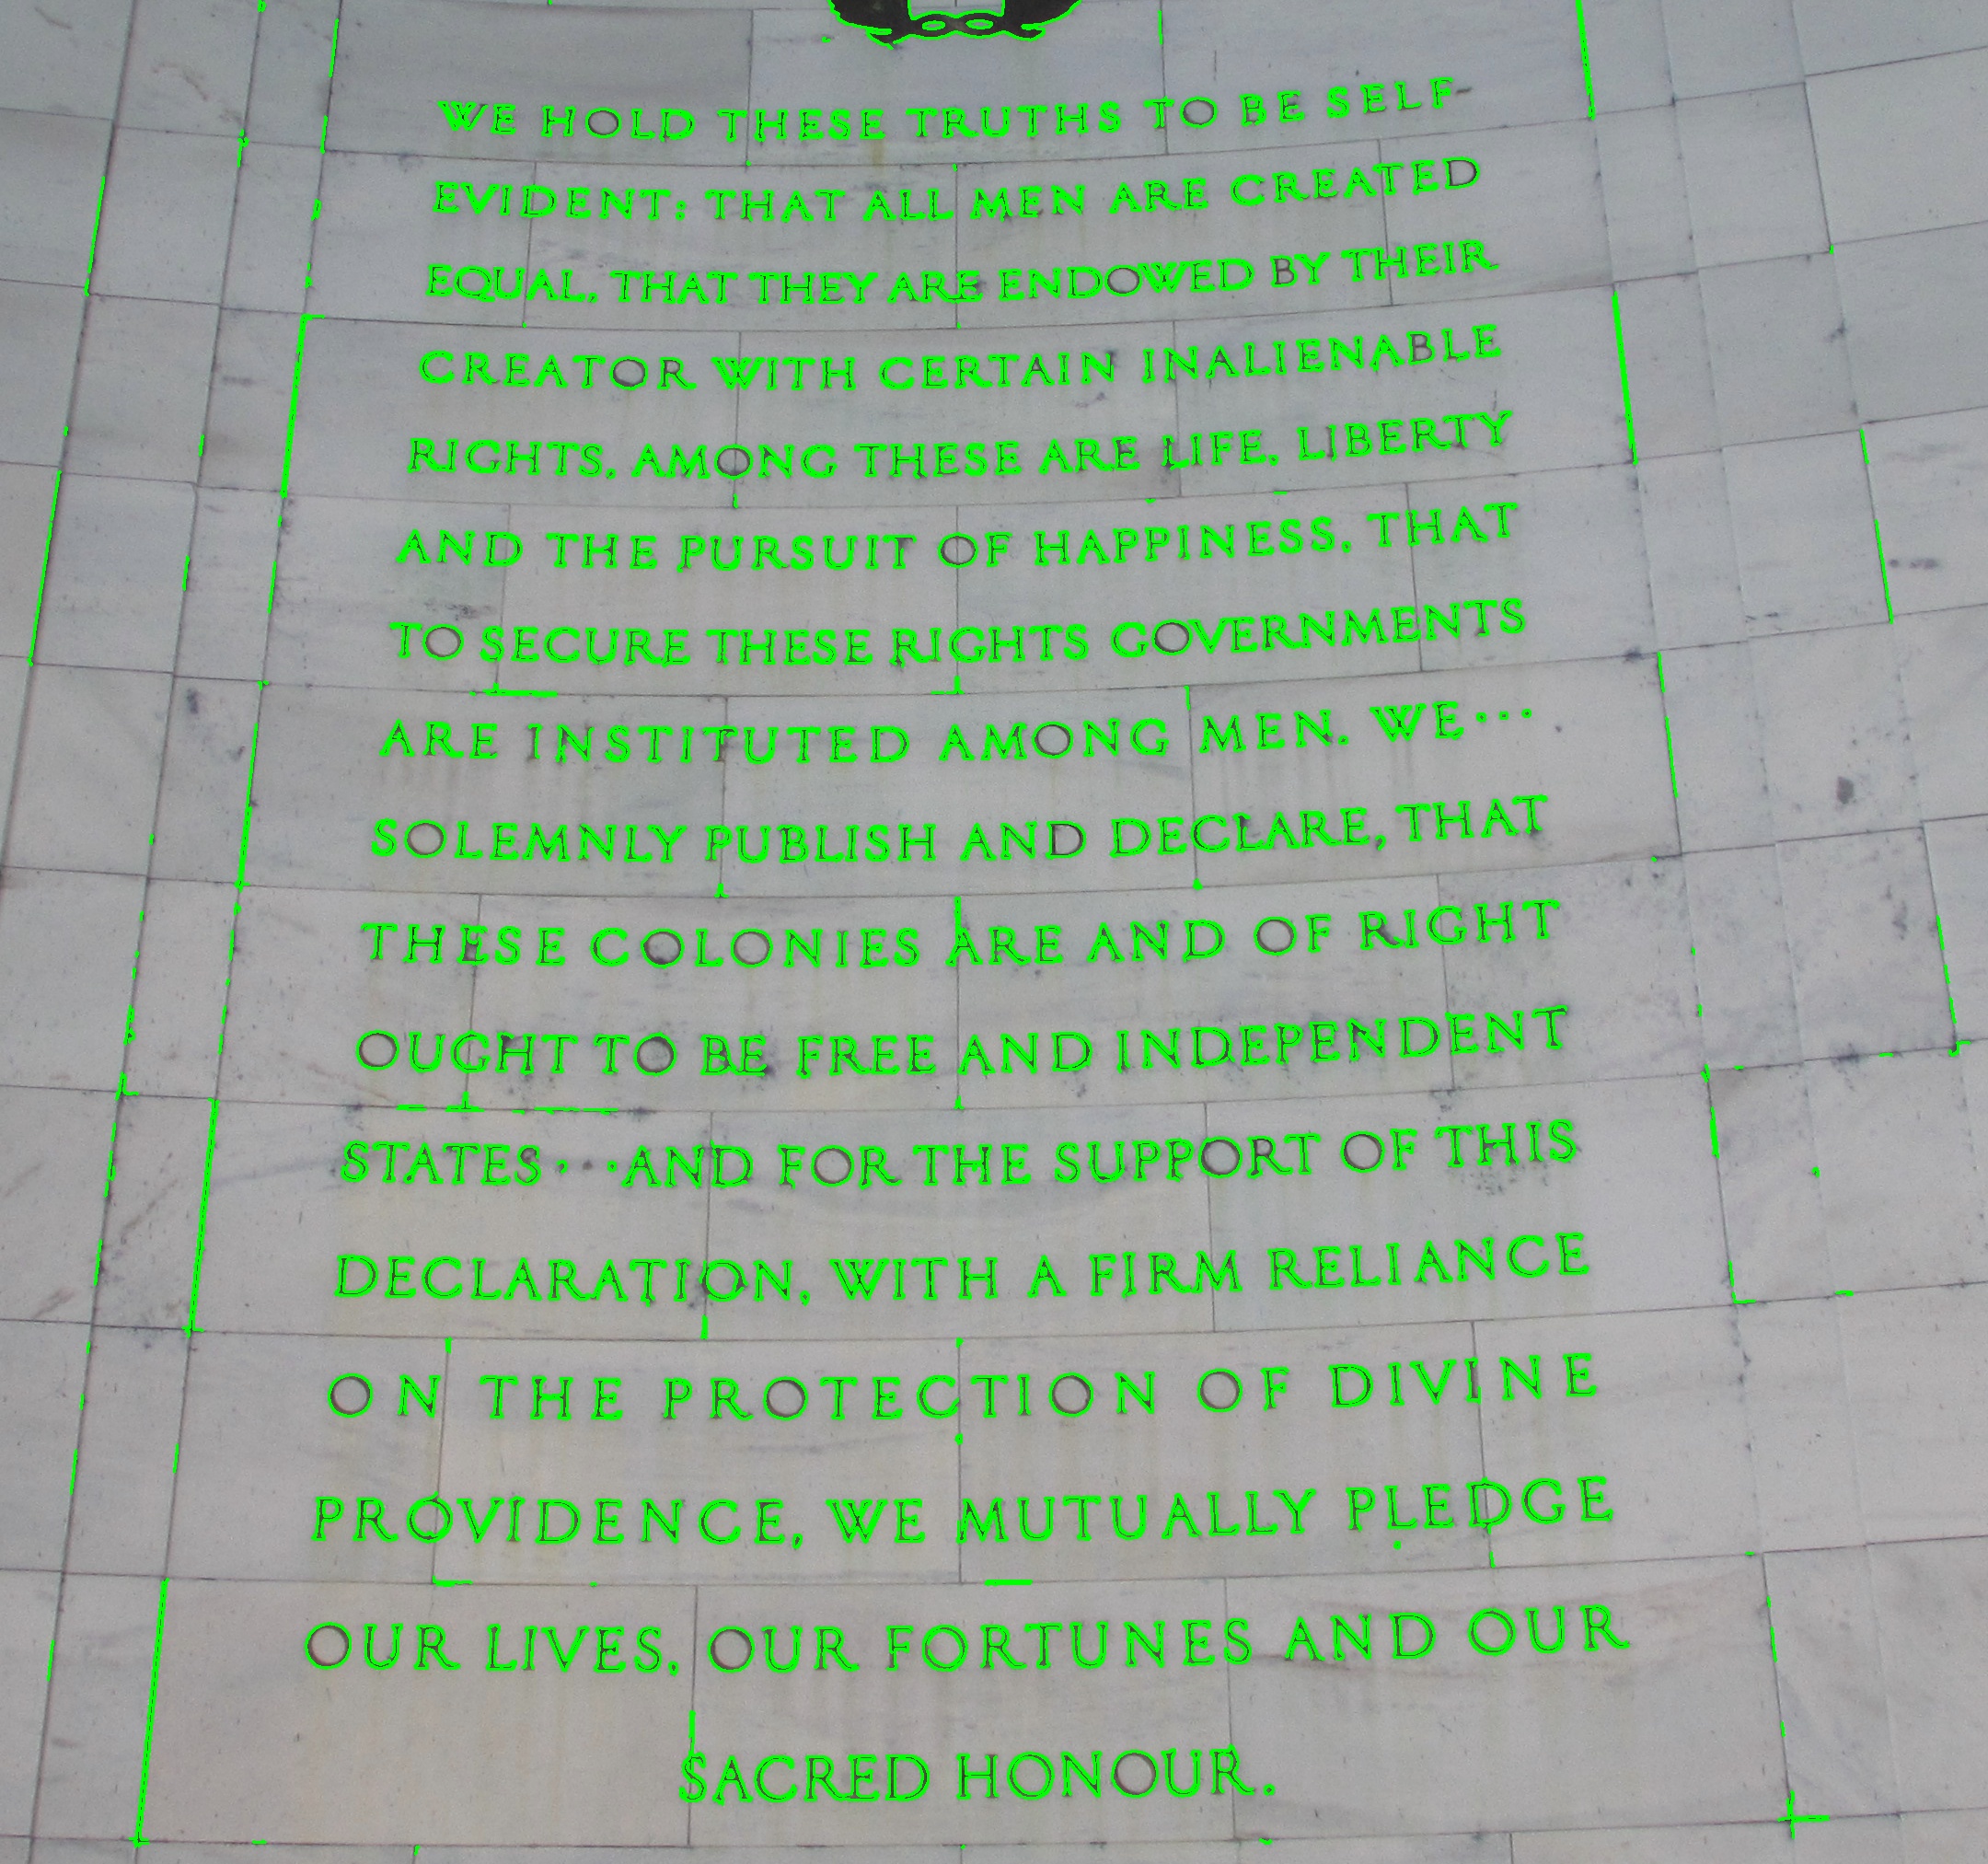 WE HOLD THESE TRUTHS TO BE SELF-
EVIDENT: THAT ALL MEN ARE CREATED
EQUAL, THAT THEY ARE ENDOWED BY THEIR
CREATOR WITH CERTAIN INALIENABLE
RIGHTS, AMONG THESE ARE LIFE, LIBERTY
AND THE PURSUIT OF HAPPINESS, THAT
TO SECURE THESE RIGHTS GOVERNMENTS
ARE INSTITUTED AMONG MEN. WE···
SOLEMNLY PUBLISH AND DECLARE, THAT
THESE COLONIES ARE AND OF RIGHT
OUGHT TO BE FREE AND INDEPENDENT
STATES···AND FOR THE SUPPORT OF THIS
DECLARATION, WITH A FIRM RELIANCE
ON THE PROTECTION OF DIVINE
PROVIDENCE, WE MUTUALLY PLEDGE
OUR LIVES, OUR FORTUNES AND OUR
SACRED HONOUR.